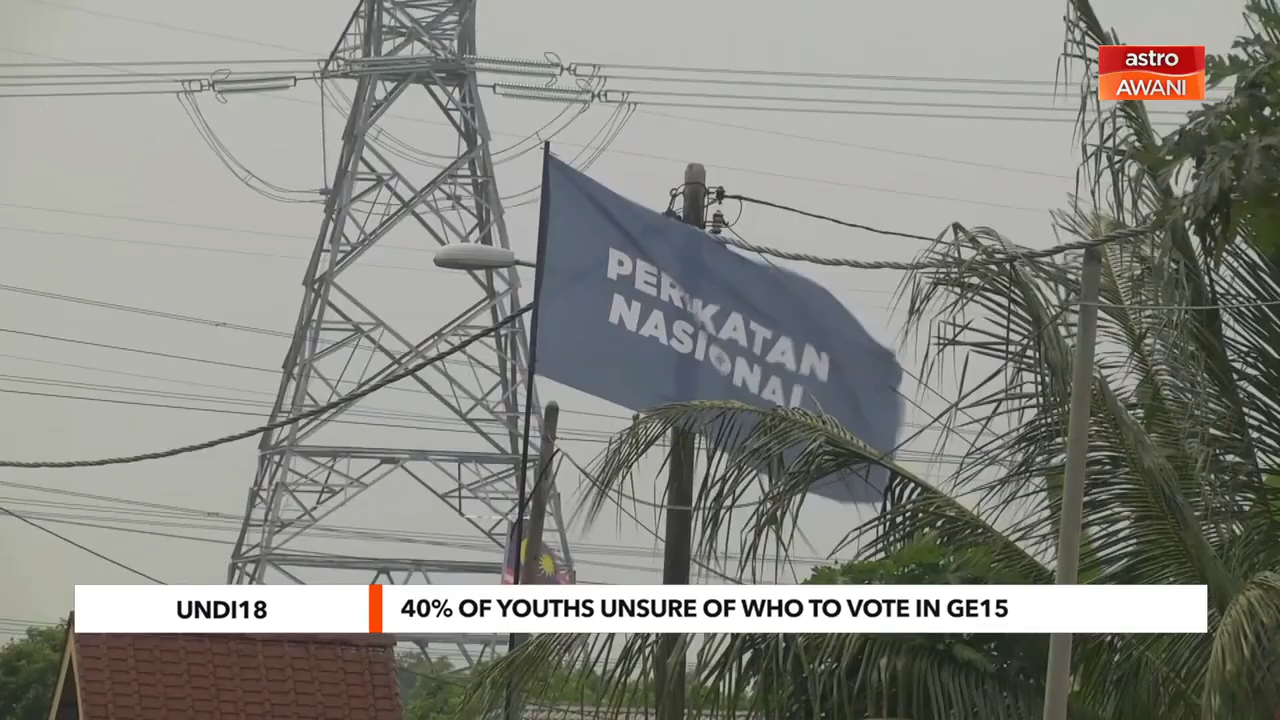 astro
AWANI
PERIKATAN
NASIONAL
UNDI18
40% OF YOUTHS UNSURE OF WHO TO VOTE IN GE15